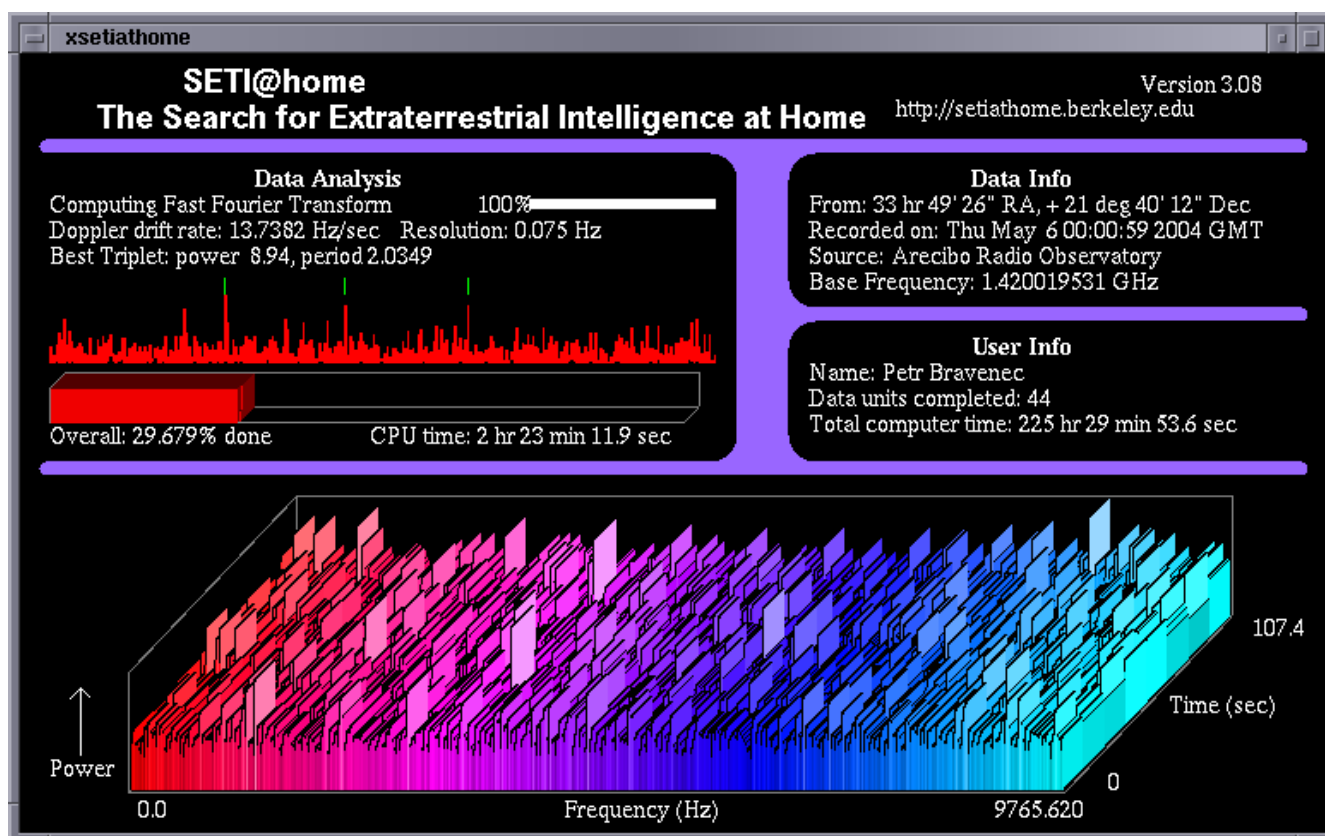 xsetiathome
SETI@home
The Search for Extraterrestrial Intelligence at Home
Version 3.08
http://setiathome.berkeley.edu
Data Analysis
Computing Fast Fourier Transform 100%
Doppler drift rate: 13.7382 Hz/sec Resolution: 0.075 Hz
Best Triplet: power 8.94, period 2.0349
Overall: 29.679% done CPU time: 2 hr 23 min 11.9 sec
Data Info
From: 33 hr 49' 26" RA, + 21 deg 40' 12" Dec
Recorded on: Thu May 6 00:00:59 2004 GMT
Source: Arecibo Radio Observatory
Base Frequency: 1.420019531 GHz
User Info
Name: Petr Bravenec
Data units completed: 44
Total computer time: 225 hr 29 min 53.6 sec
107.4
Time (sec)
Power
0
0.0 Frequency (Hz) 9765.620